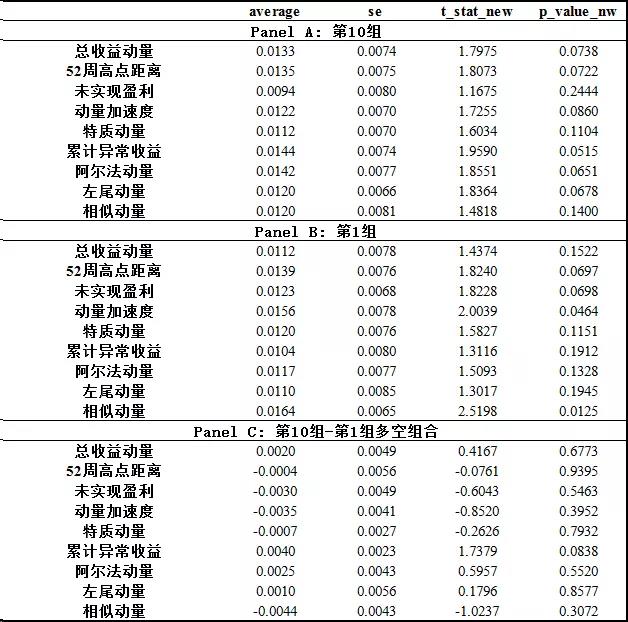 average se t_stat_new p_value_nw
Panel A: 第10组
总收益动量 0.0133 0.0074 1.7975 0.0738
52周高点距离 0.0135 0.0075 1.8073 0.0722
未实现盈利 0.0094 0.0080 1.1675 0.2444
动量加速度 0.0122 0.0070 1.7255 0.0860
特质动量 0.0112 0.0070 1.6034 0.1104
累计异常收益 0.0144 0.0074 1.9590 0.0515
阿尔法动量 0.0142 0.0077 1.8551 0.0651
左尾动量 0.0120 0.0066 1.8364 0.0678
相似动量 0.0120 0.0081 1.4818 0.1400
Panel B: 第1组
总收益动量 0.0112 0.0078 1.4374 0.1522
52周高点距离 0.0139 0.0076 1.8240 0.0697
未实现盈利 0.0123 0.0068 1.8228 0.0698
动量加速度 0.0156 0.0078 2.0039 0.0464
特质动量 0.0120 0.0076 1.5827 0.1151
累计异常收益 0.0104 0.0080 1.3116 0.1912
阿尔法动量 0.0117 0.0077 1.5093 0.1328
左尾动量 0.0110 0.0085 1.3017 0.1945
相似动量 0.0164 0.0065 2.5198 0.0125
Panel C: 第10组-第1组多空组合
总收益动量 0.0020 0.0049 0.4167 0.6773
52周高点距离 -0.0004 0.0056 -0.0761 0.9395
未实现盈利 -0.0030 0.0049 -0.6043 0.5463
动量加速度 -0.0035 0.0041 -0.8520 0.3952
特质动量 -0.0007 0.0027 -0.2626 0.7932
累计异常收益 0.0040 0.0023 1.7379 0.0838
阿尔法动量 0.0025 0.0043 0.5957 0.5520
左尾动量 0.0010 0.0056 0.1796 0.8577
相似动量 -0.0044 0.0043 -1.0237 0.3072